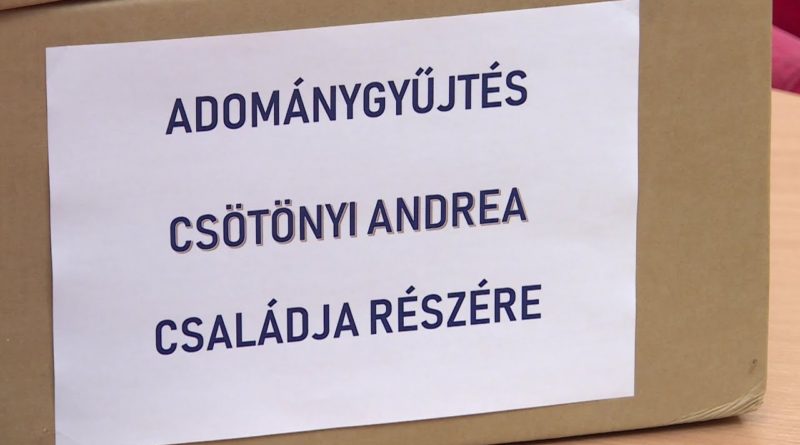 ADOMÁNYGYŰJTÉS
CSÖTÖNYI ANDREA
CSALÁDJA RÉSZÉRE